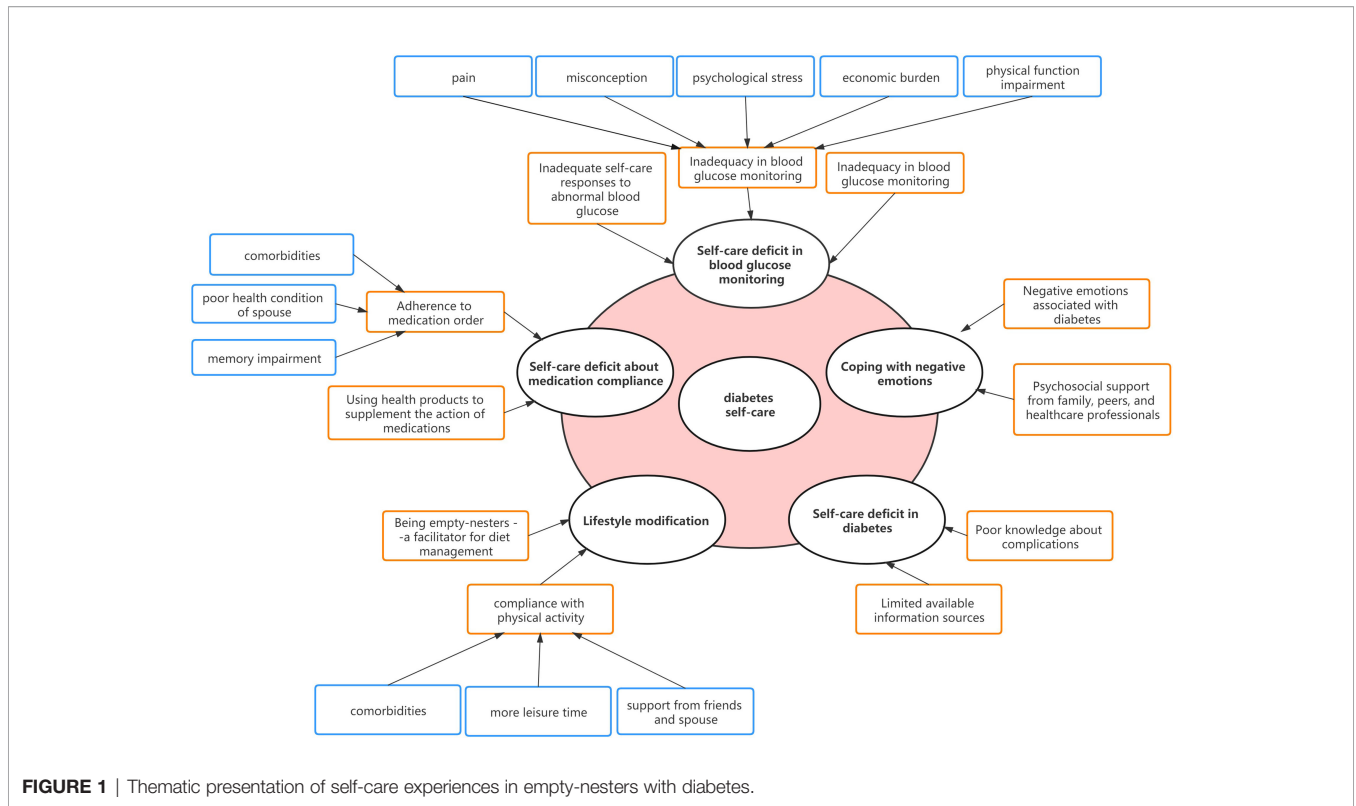 pain
misconception
psychological stress
economic burden
physical function
impairment
Inadequate self-care
responses to
abnormal blood
glucose
Inadequacy in blood
glucose monitoring
Inadequacy in blood
glucose monitoring
Self-care deficit in
blood glucose
monitoring
comorbidities
poor health condition
of spouse
memory impairment
Adherence to
medication order
Using health products to
supplement the action of
medications
Self-care deficit about
medication compliance
diabetes
self-care
Coping with negative
emotions
Negative emotions
associated with
diabetes
Psychosocial support
from family, peers, and
healthcare professionals
Being empty-nesters -
-a facilitator for diet
management
Lifestyle modification
Self-care deficit in
diabetes
Poor knowledge about
complications
Limited available
information sources
compliance with
physical activity
comorbidities
more leisure time
support from friends
and spouse
FIGURE 1 | Thematic presentation of self-care experiences in empty-nesters with diabetes.